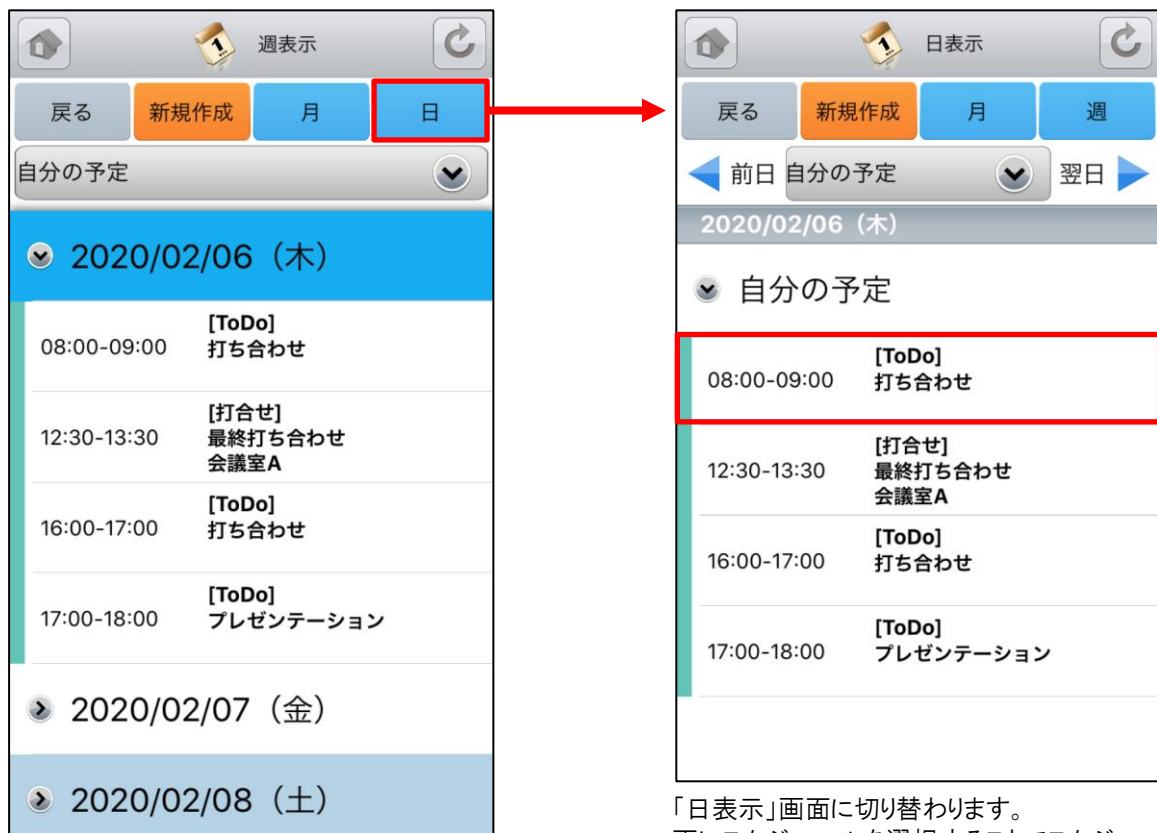 週表示
戻る 新規作成 月 日
自分の予定
2020/02/06（木）
08:00-09:00 [ToDo]
打ち合わせ
12:30-13:30 [打合せ]
最終打ち合わせ
会議室A
16:00-17:00 [ToDo]
打ち合わせ
17:00-18:00 [ToDo]
プレゼンテーション
2020/02/07（金）
2020/02/08（土）
日表示
戻る 新規作成 月 週
前日 自分の予定 翌日
2020/02/06（木）
自分の予定
08:00-09:00 [ToDo]
打ち合わせ
12:30-13:30 [打合せ]
最終打ち合わせ
会議室A
16:00-17:00 [ToDo]
打ち合わせ
17:00-18:00 [ToDo]
プレゼンテーション
「日表示」画面に切り替わります。